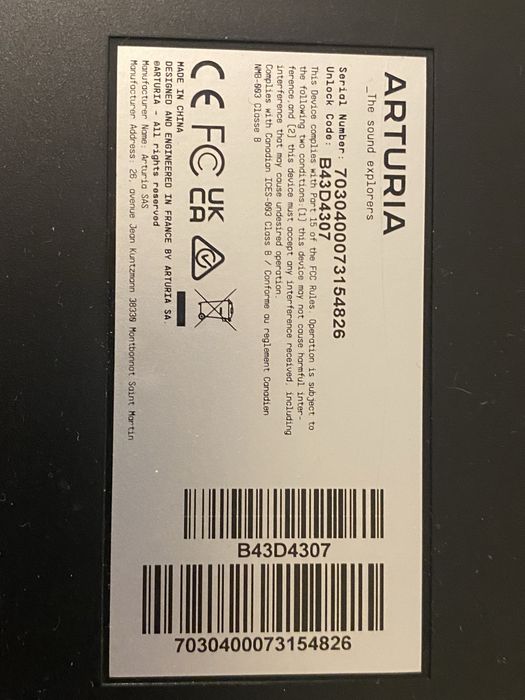 ARTURIA
_The sound explorers
Serial Number: 7030400073154826
Unlock Code: B43D4307
This Device complies with Part 15 of the FCC Rules. Operation is subject to
the following two conditions:(1) this device may not cause harmful inter-
ference,and (2) this device must accept any interference received, including
interference that may cause undesired operation.
Complies with Canadian ICES-003 Class B / Conforme au reglement Canadien
NMB-003 Classe B
CE FC UK
CA
MADE IN CHINA
DESIGNED AND ENGINEERED IN FRANCE BY ARTURIA SA.
©ARTURIA - All rights reserved
Manufacturer Name: Arturia SAS
Manufacturer Address: 26, avenue Jean Kuntzmann 38330 Montbonnot Saint Martin
B43D4307
7030400073154826